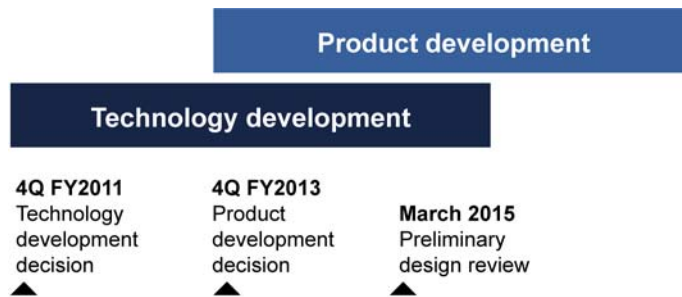 Product development
Technology development
4Q FY2011
Technology
development
decision
4Q FY2013
Product
development
decision
March 2015
Preliminary
design review